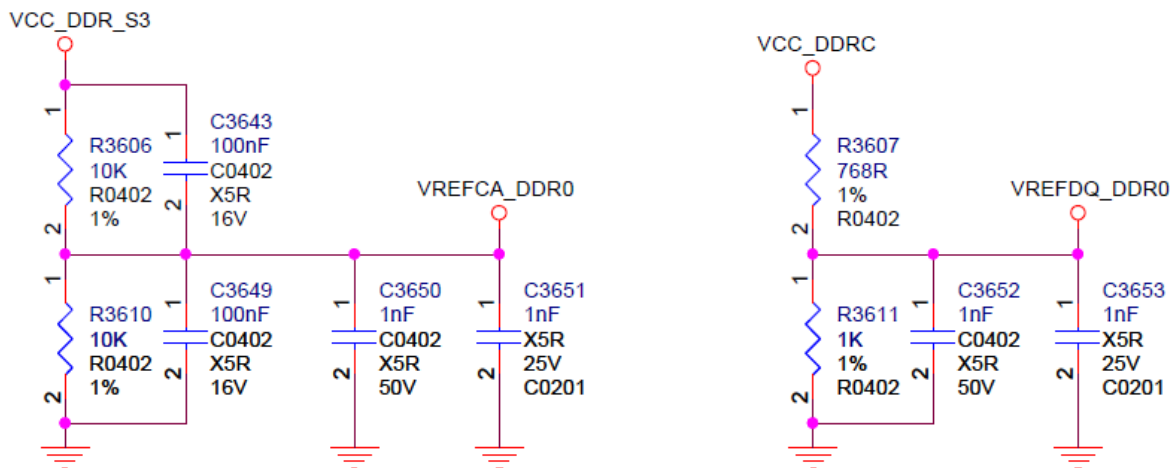 VCC_DDR_S3
1
R3606
10K
R0402
1%
2
1
C3643
100nF
C0402
X5R
16V
2
VREFCA_DDR0
1
R3610
10K
R0402
1%
2
1
C3649
100nF
C0402
X5R
16V
2
1
C3650
1nF
C0402
X5R
50V
2
1
C3651
1nF
X5R
25V
C0201
2
VCC_DDRC
1
R3607
768R
1%
R0402
2
VREFDQ_DDR0
1
R3611
1K
1%
R0402
2
1
C3652
1nF
C0402
X5R
50V
2
1
C3653
1nF
X5R
25V
C0201
2